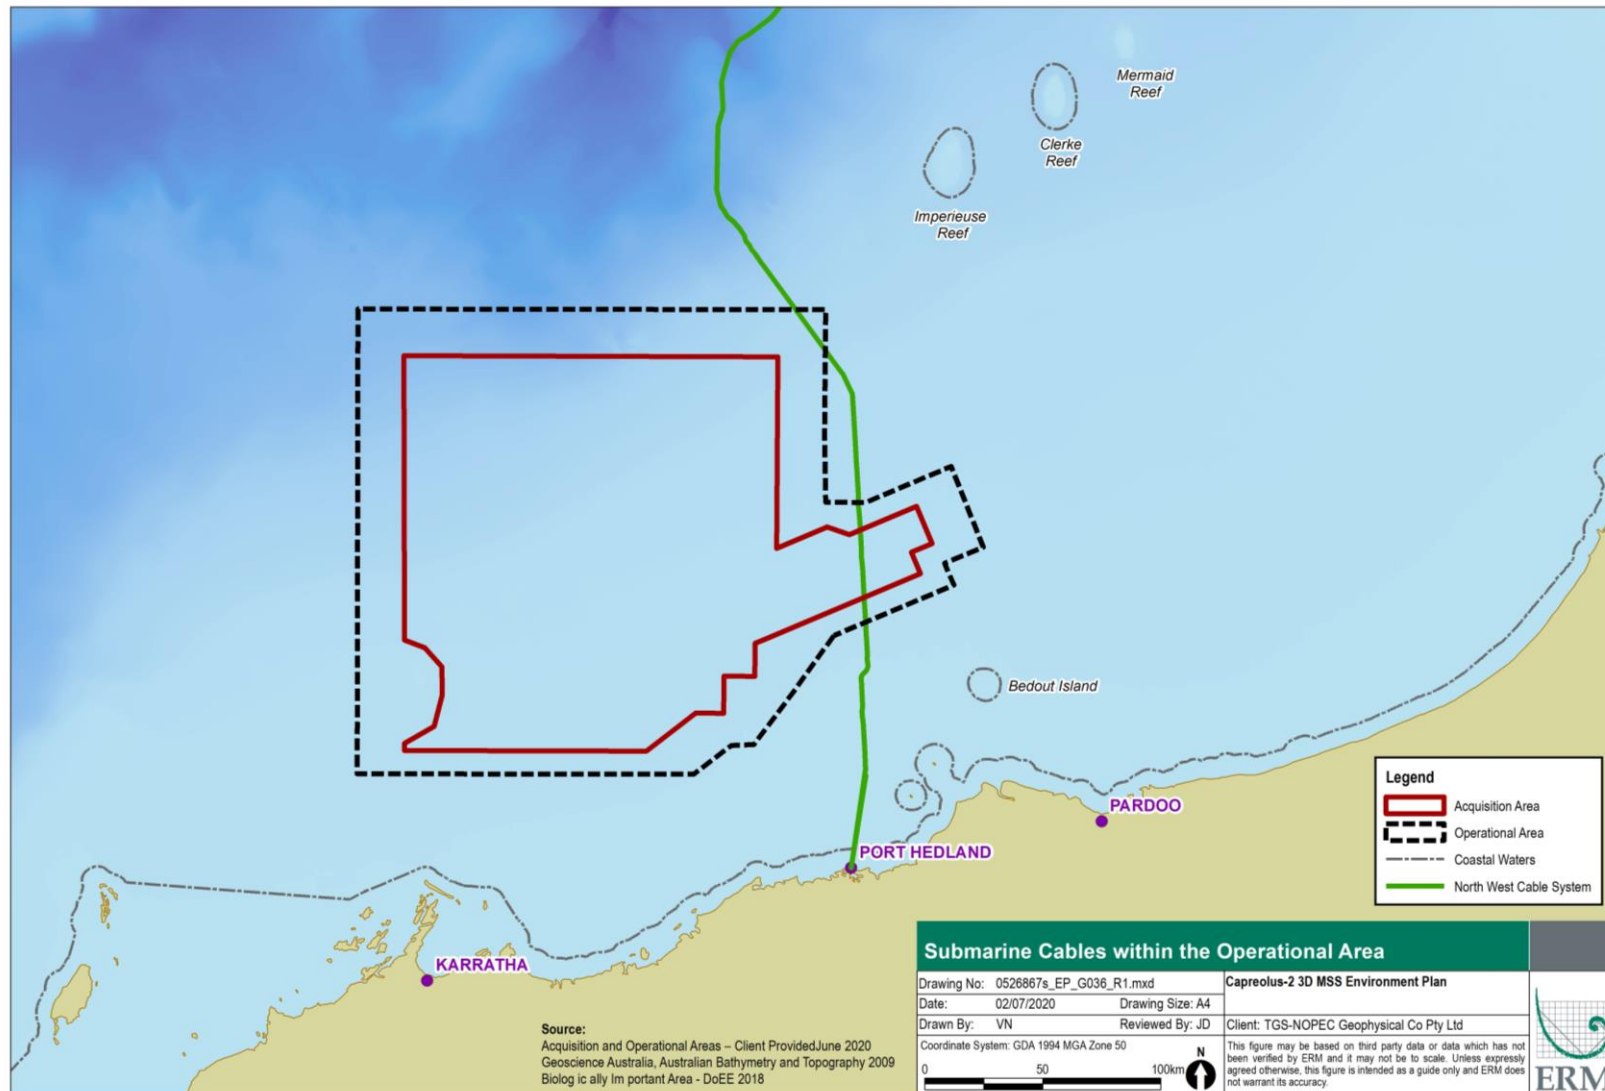 Mermaid
Reef
Clerke
Reef
Imperieuse
Reef
Bedout Island
PARDOO
PORT HEDLAND
KARRATHA
Legend
Acquisition Area
Operational Area
Coastal Waters
North West Cable System
Source:
Acquisition and Operational Areas – Client ProvidedJune 2020
Geoscience Australia, Australian Bathymetry and Topography 2009
Biolog ic ally Im portant Area - DoEE 2018
Submarine Cables within the Operational Area
Drawing No: 0526867s_EP_G036_R1.mxd
Date: 02/07/2020 Drawing Size: A4
Drawn By: VN Reviewed By: JD
Coordinate System: GDA 1994 MGA Zone 50
0 50 100km
N
Capreolus-2 3D MSS Environment Plan
Client: TGS-NOPEC Geophysical Co Pty Ltd
This figure may be based on third party data or data which has not
been verified by ERM and it may not be to scale. Unless expressly
agreed otherwise, this figure is intended as a guide only and ERM does
not warrant its accuracy.
ERM